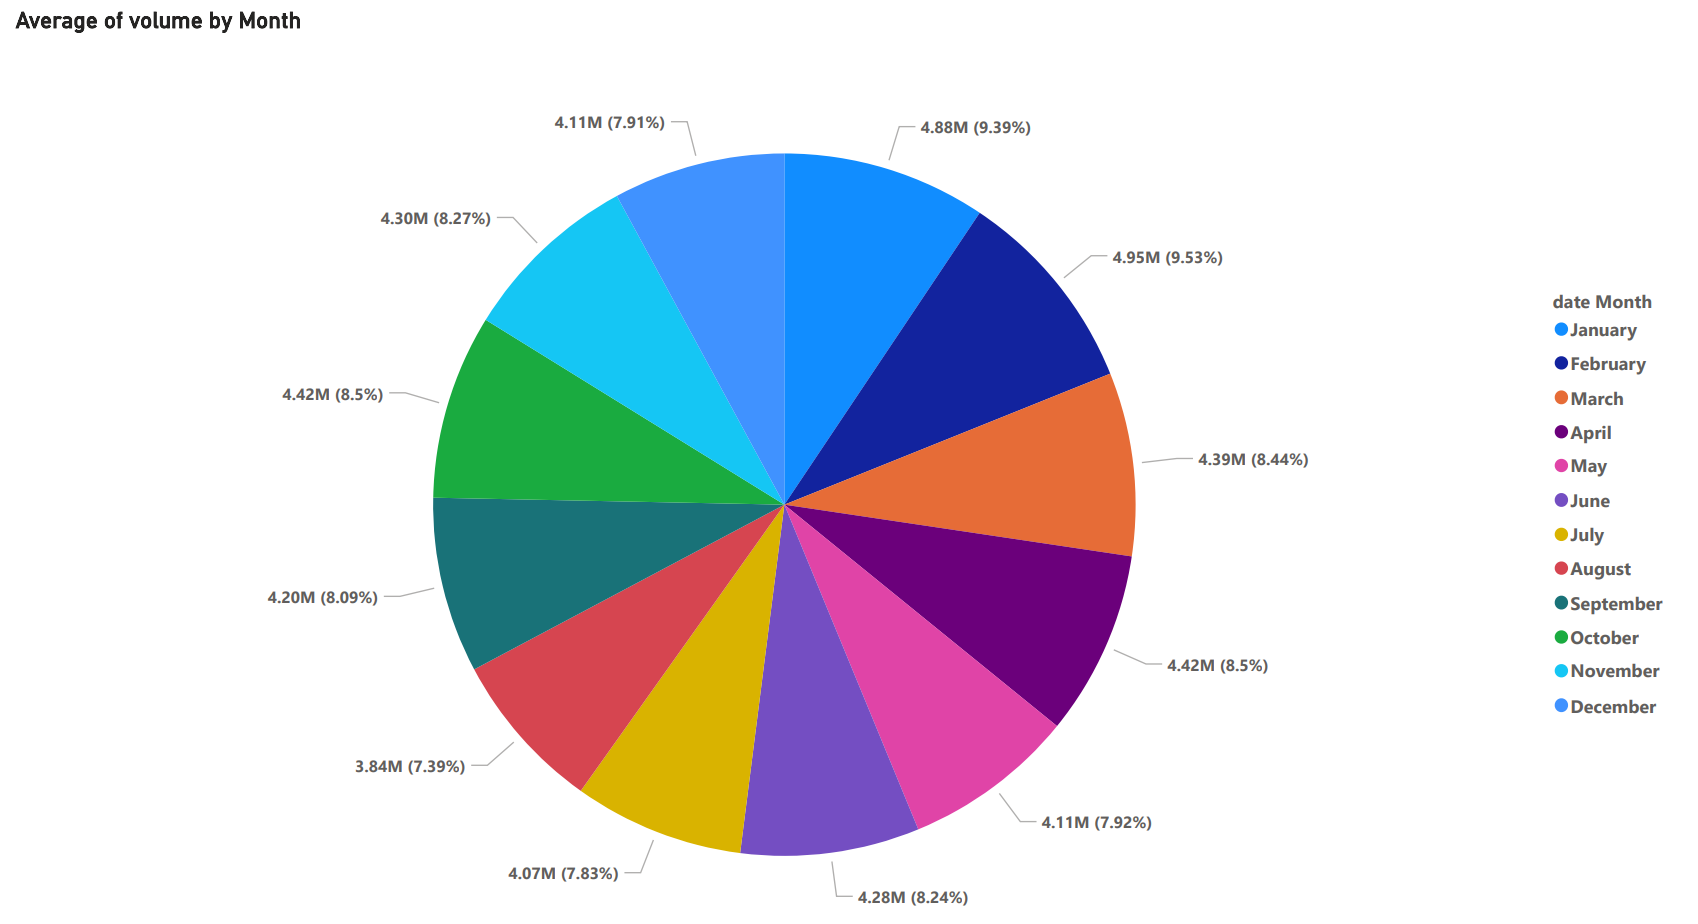 Average of volume by Month
4.88M (9.39%)
4.95M (9.53%)
4.39M (8.44%)
4.42M (8.5%)
4.11M (7.92%)
4.28M (8.24%)
4.07M (7.83%)
3.84M (7.39%)
4.20M (8.09%)
4.42M (8.5%)
4.30M (8.27%)
4.11M (7.91%)
date Month
January
February
March
April
May
June
July
August
September
October
November
December